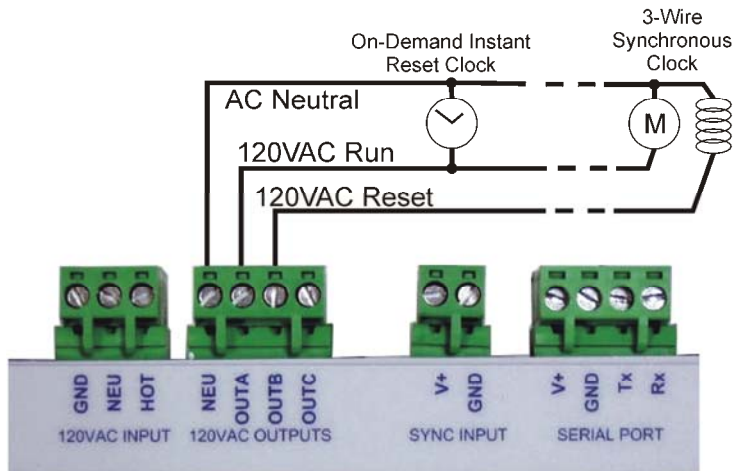 3-Wire
Synchronous
Clock
On-Demand Instant
Reset Clock
AC Neutral
M
120VAC Run
120VAC Reset
GND NEU HOT NEU OUTA OUTB OUTC V+ GND V+ GND Tx Rx
120VAC INPUT 120VAC OUTPUTS SYNC INPUT SERIAL PORT